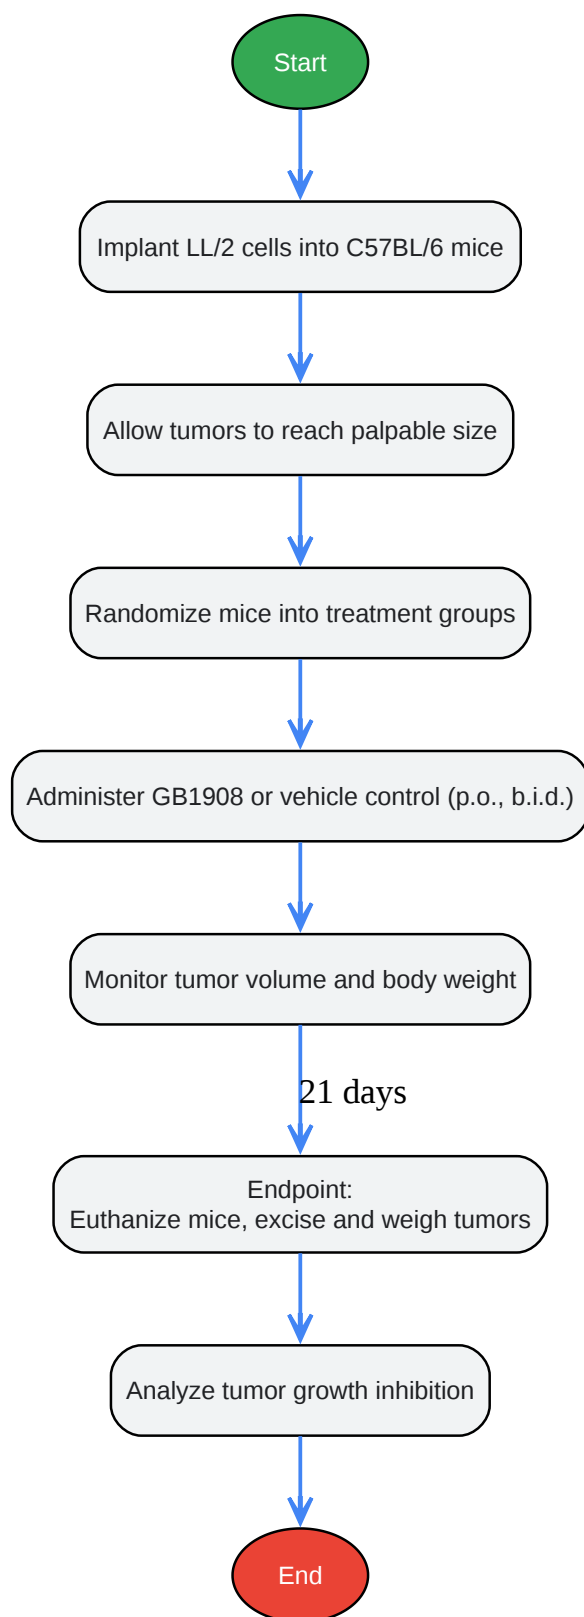 Start
Implant LL/2 cells into C57BL/6 mice
Allow tumors to reach palpable size
Randomize mice into treatment groups
Administer GB1908 or vehicle control (p.o., b.i.d.)
Monitor tumor volume and body weight
21 days
Endpoint:
Euthanize mice, excise and weigh tumors
Analyze tumor growth inhibition
End